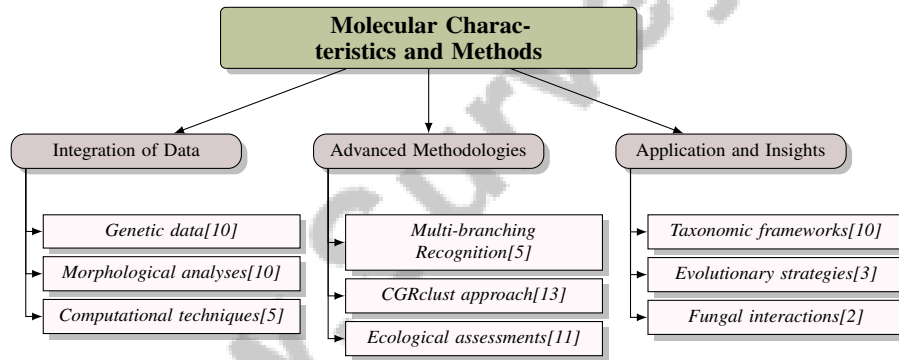 Molecular Charac-
teristics and Methods
Integration of Data
Genetic data[10]
Morphological analyses[10]
Computational techniques[5]
Advanced Methodologies
Multi-branching
Recognition[5]
CGRclust approach[13]
Ecological assessments[11]
Application and Insights
Taxonomic frameworks[10]
Evolutionary strategies[3]
Fungal interactions[2]